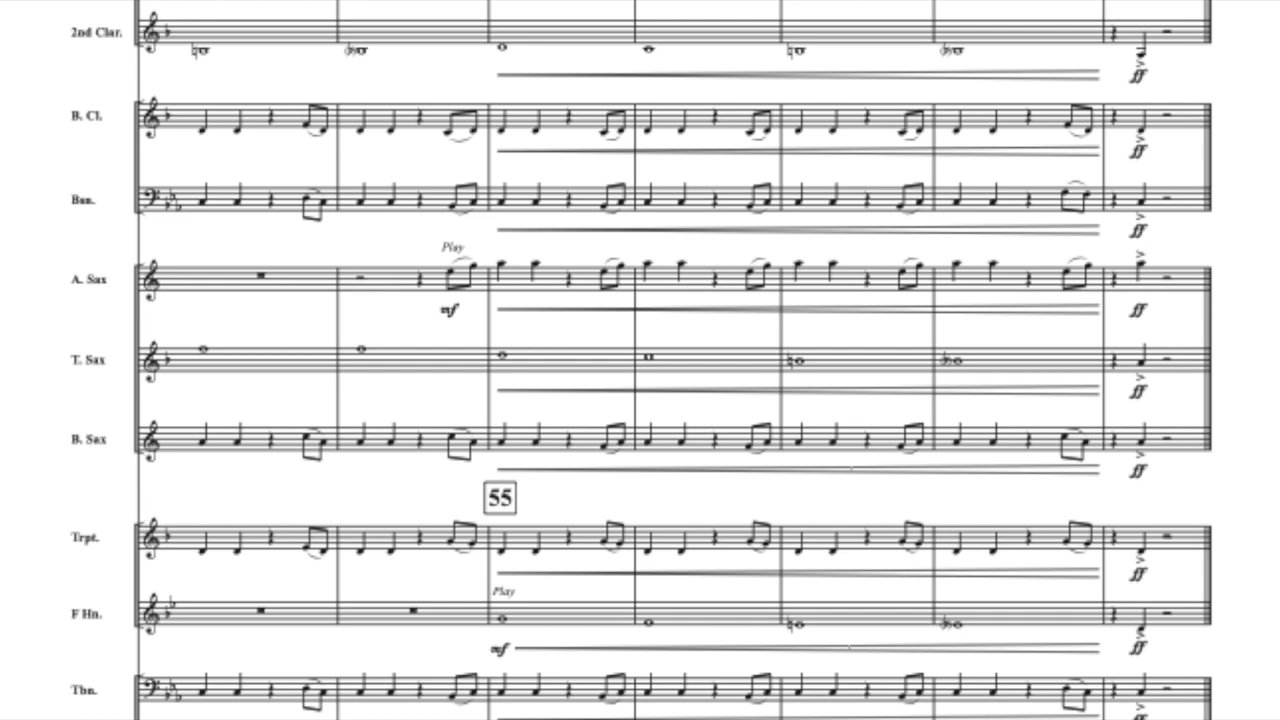 2nd Clar.
ff
B. Cl.
ff
Bsn.
ff
Play
A. Sax
mf
ff
T. Sax
ff
B. Sax
ff
55
Trpt.
ff
Play
F Hn.
mf
ff
Tbn.